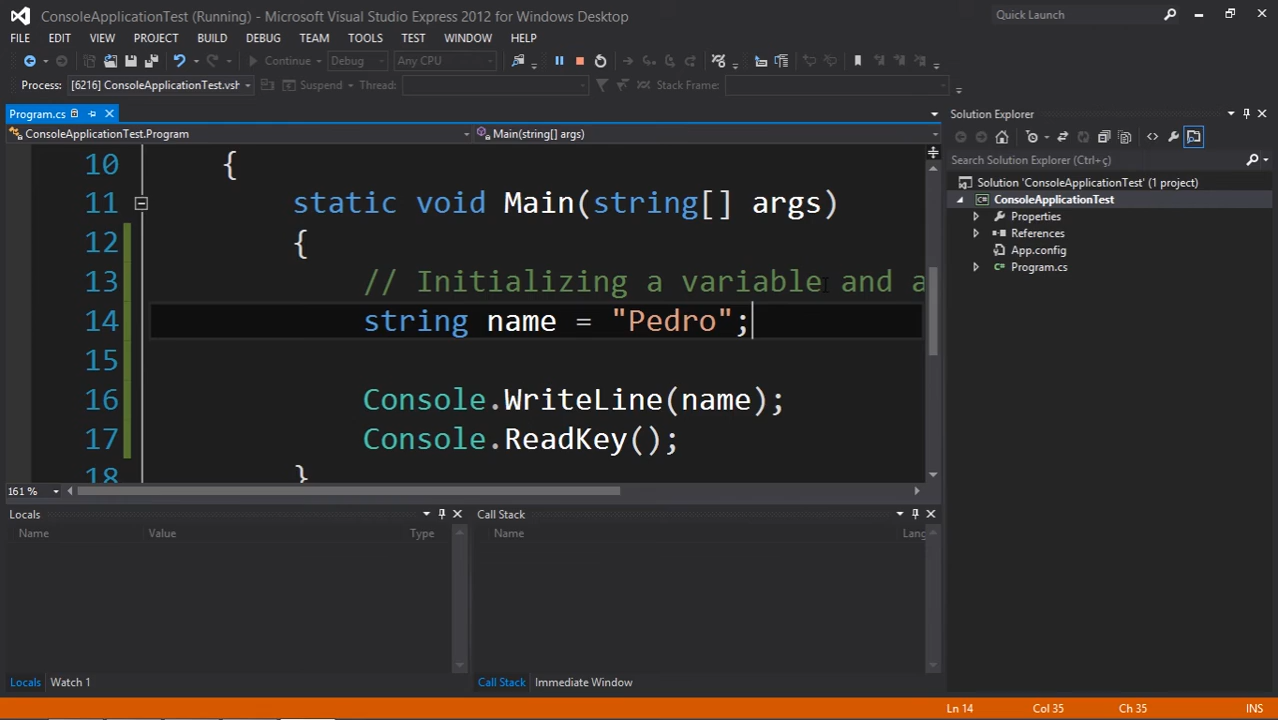 ConsoleApplicationTest (Running) - Microsoft Visual Studio Express 2012 for Windows Desktop
Quick Launch
FILE EDIT VIEW PROJECT BUILD DEBUG TEAM TOOLS TEST WINDOW HELP
Continue Debug Any CPU
Process: [6216] ConsoleApplicationTest.vsh Suspend Thread: Stack Frame:
Program.cs
ConsoleApplicationTest.Program
Main(string[] args)
10 {
11 static void Main(string[] args)
12 {
13 // Initializing a variable and a
14 string name = "Pedro";
15
16 Console.WriteLine(name);
17 Console.ReadKey();
18 }
161 %
Solution Explorer
Search Solution Explorer (Ctrl+ç)
Solution 'ConsoleApplicationTest' (1 project)
ConsoleApplicationTest
Properties
References
App.config
Program.cs
Locals
Name Value Type
Locals Watch 1
Call Stack
Name Lang
Call Stack Immediate Window
Ln 14 Col 35 Ch 35 INS